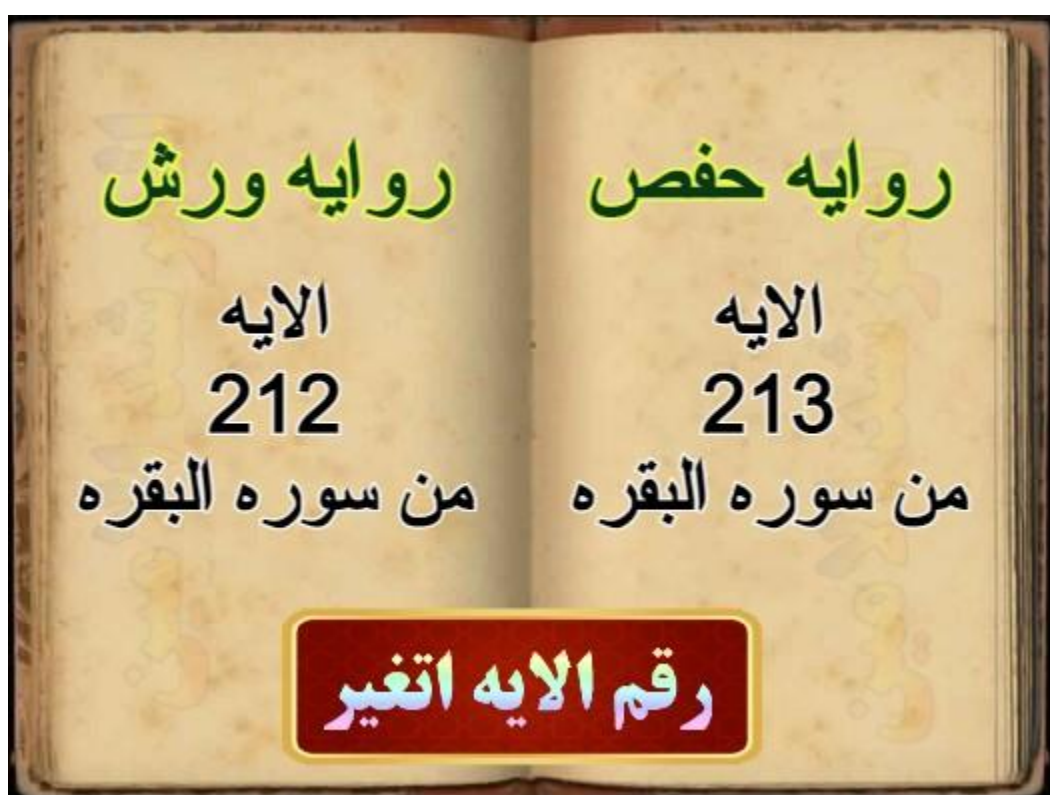 روايه حفص
الايه
213
من سوره البقره
روايه ورش
الايه
212
من سوره البقره
رقم الايه اتغير